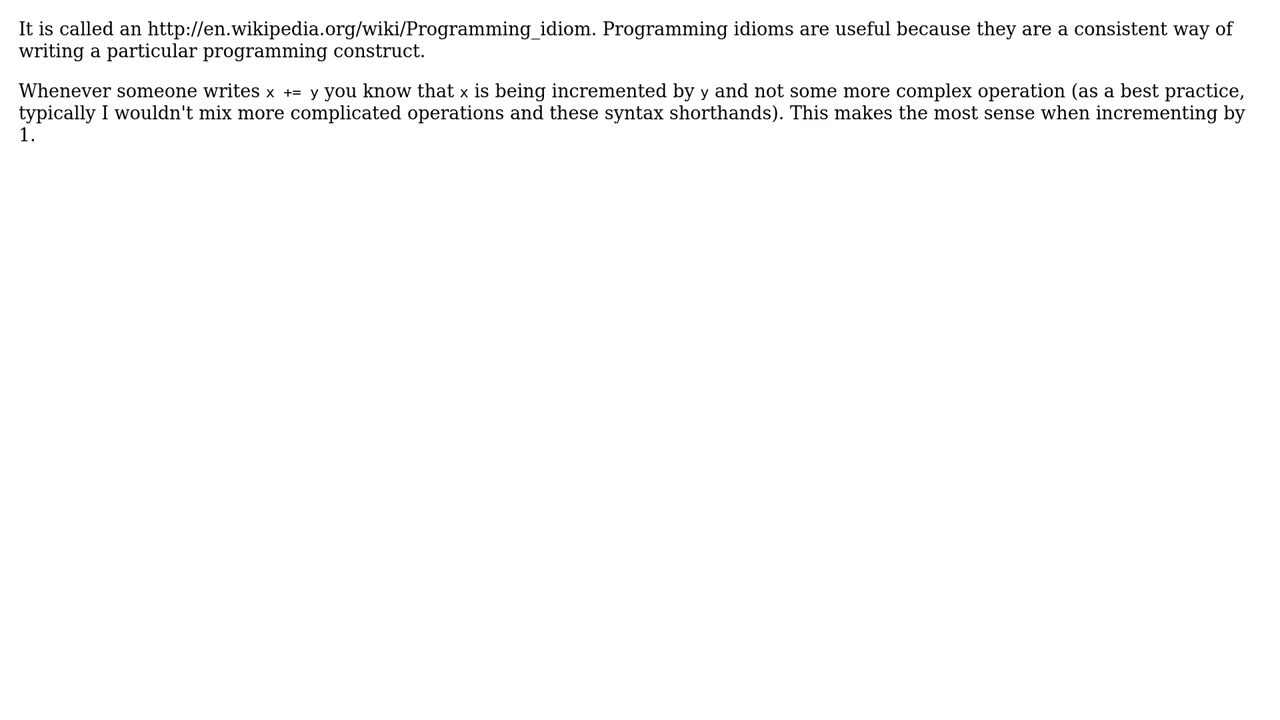 It is called an http://en.wikipedia.org/wiki/Programming_idiom. Programming idioms are useful because they are a consistent way of
writing a particular programming construct.
Whenever someone writes x += y you know that x is being incremented by y and not some more complex operation (as a best practice,
typically I wouldn't mix more complicated operations and these syntax shorthands). This makes the most sense when incrementing by
1.